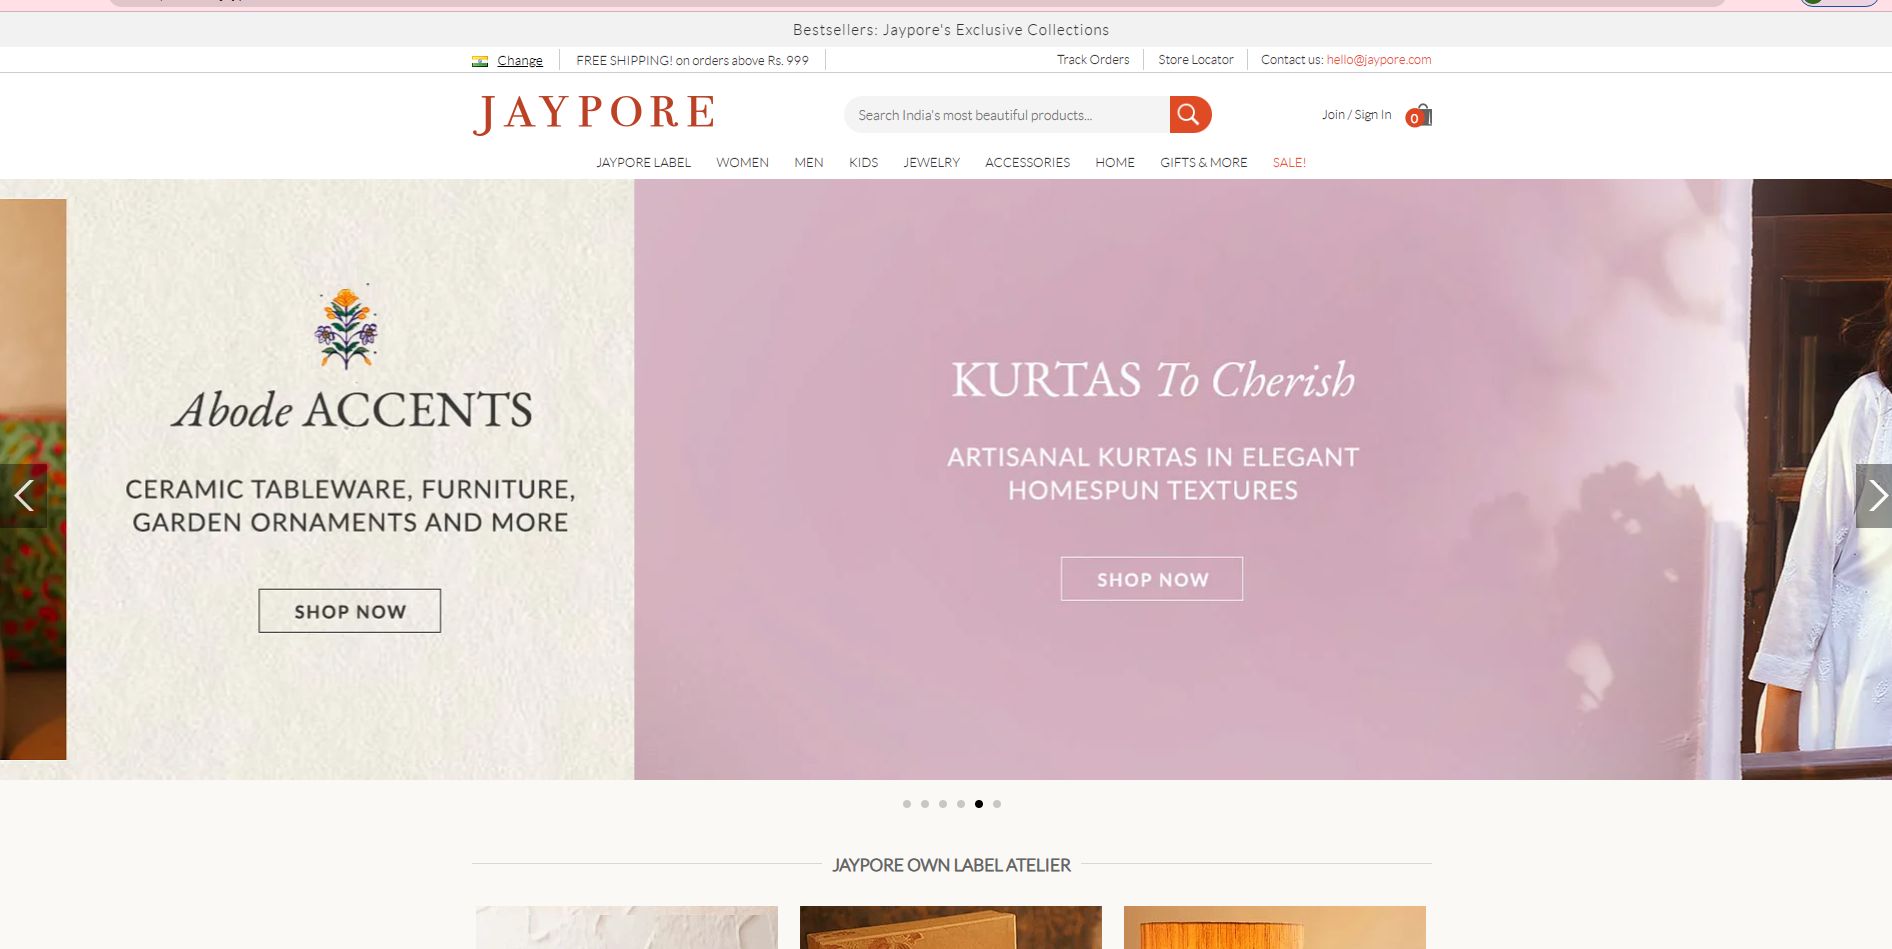 Bestsellers: Jaypore's Exclusive Collections
Change
FREE SHIPPING! on orders above Rs. 999
Track Orders
Store Locator
Contact us: hello@jaypore.com
JAYPORE
Search India's most beautiful products...
Join / Sign In
0
JAYPORE LABEL WOMEN MEN KIDS JEWELRY ACCESSORIES HOME GIFTS & MORE SALE!
Abode ACCENTS
CERAMIC TABLEWARE, FURNITURE,
GARDEN ORNAMENTS AND MORE
SHOP NOW
KURTAS To Cherish
ARTISANAL KURTAS IN ELEGANT
HOMESPUN TEXTURES
SHOP NOW
JAYPORE OWN LABEL ATELIER